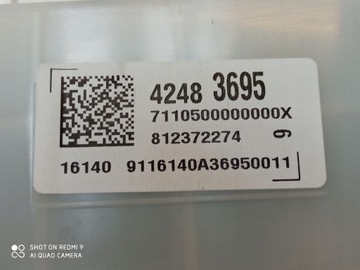 4248 3695
7110500000000X
812372274 9
16140 9116140A36950011
SHOT ON REDMI 9
AI QUAD CAMERA